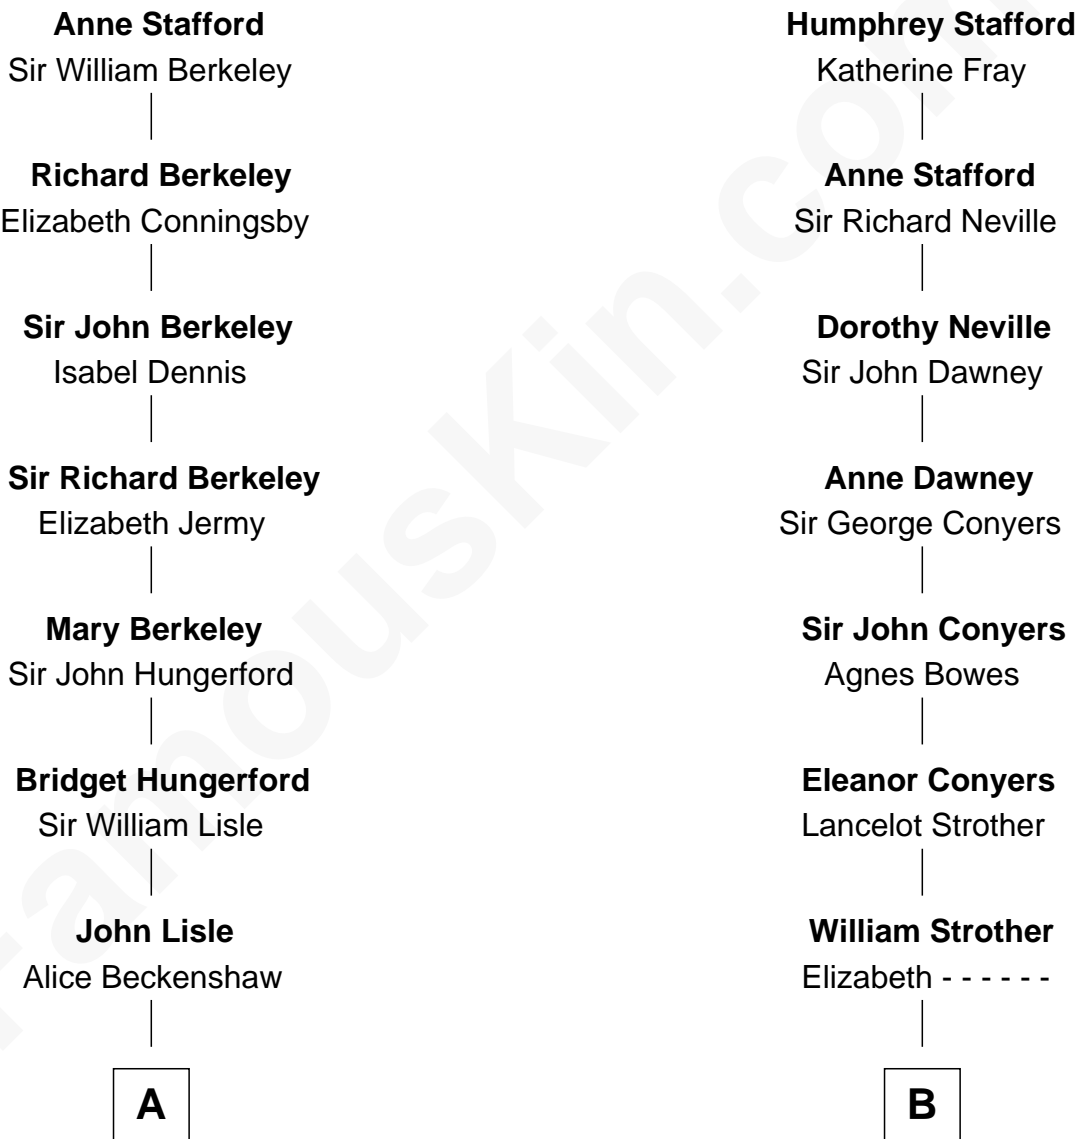 Anne Stafford
Sir William Berkeley
Richard Berkeley
Elizabeth Conningsby
Sir John Berkeley
Isabel Dennis
Sir Richard Berkeley
Elizabeth Jermy
Mary Berkeley
Sir John Hungerford
Bridget Hungerford
Sir William Lisle
John Lisle
Alice Beckenshaw
A
Humphrey Stafford
Katherine Fray
Anne Stafford
Sir Richard Neville
Dorothy Neville
Sir John Dawney
Anne Dawney
Sir George Conyers
Sir John Conyers
Agnes Bowes
Eleanor Conyers
Lancelot Strother
William Strother
Elizabeth - - - - - -
B
FamousKin.com